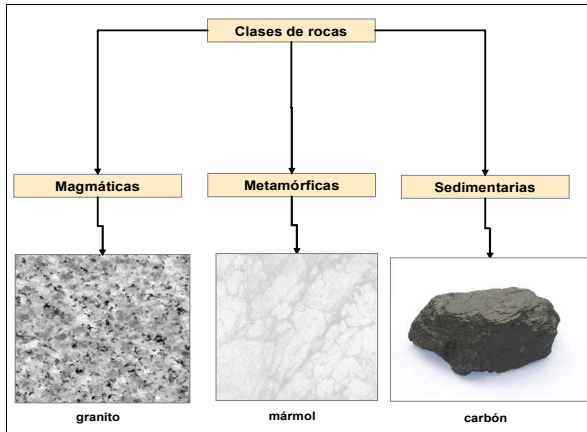 Clases de rocas
Magmáticas
Metamórficas
Sedimentarias
granito
mármol
carbón